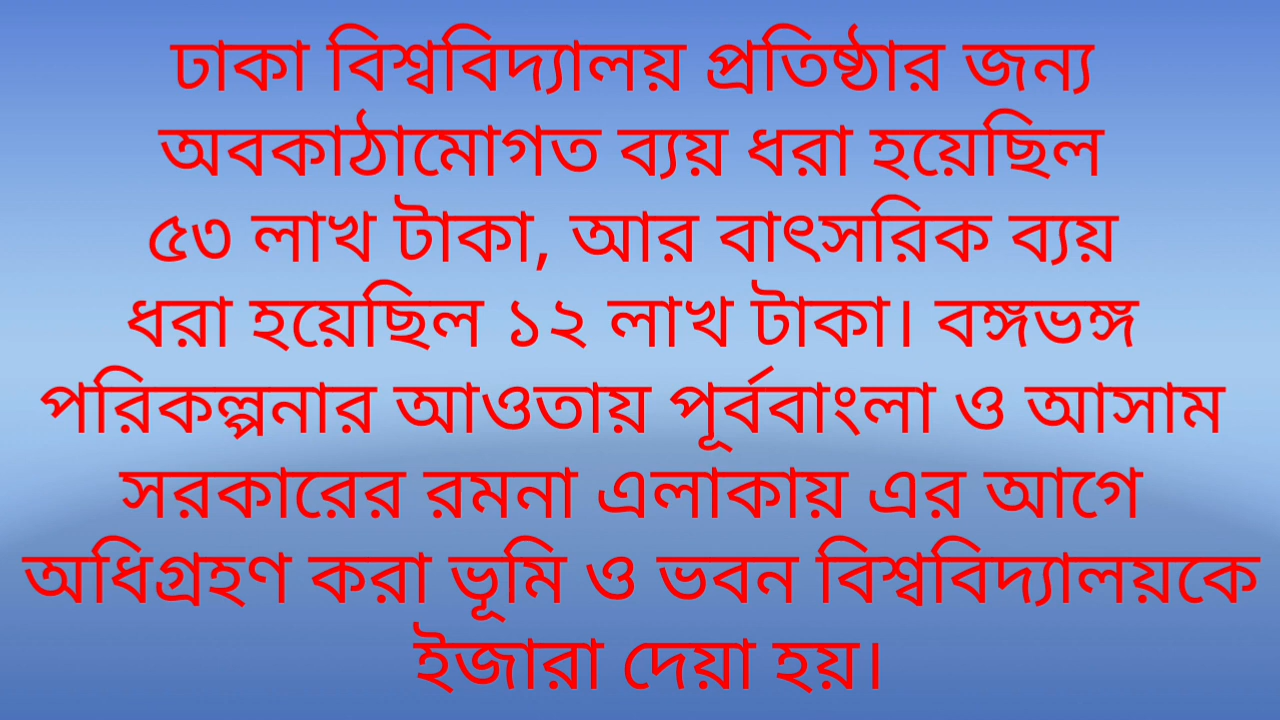 ঢাকা বিশ্ববিদ্যালয় প্রতিষ্ঠার জন্য
অবকাঠামোগত ব্যয় ধরা হয়েছিল
৫৩ লাখ টাকা, আর বাৎসরিক ব্যয়
ধরা হয়েছিল ১২ লাখ টাকা। বঙ্গভঙ্গ
পরিকল্পনার আওতায় পূর্ববাংলা ও আসাম
সরকারের রমনা এলাকায় এর আগে
অধিগ্রহণ করা ভূমি ও ভবন বিশ্ববিদ্যালয়কে
ইজারা দেয়া হয়।